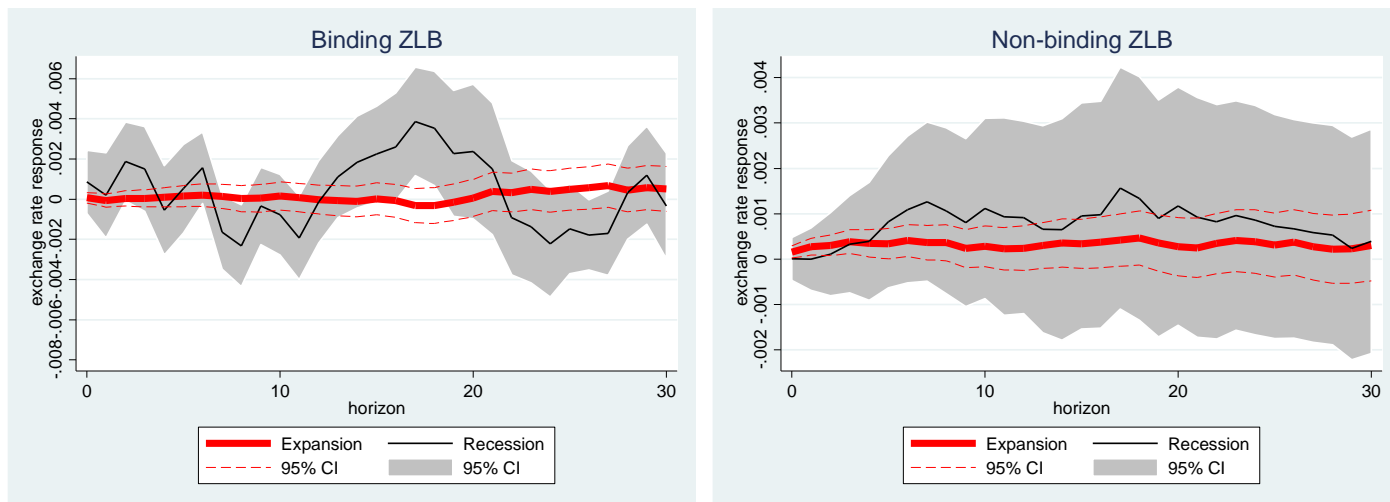 Binding ZLB
exchange rate response
.006
.004
.002
0
-.002
-.004
-.006
-.008
0 10 20 30
horizon
Expansion Recession
95% CI 95% CI
Non-binding ZLB
exchange rate response
.004
.003
.002
.001
0
-.001
-.002
0 10 20 30
horizon
Expansion Recession
95% CI 95% CI